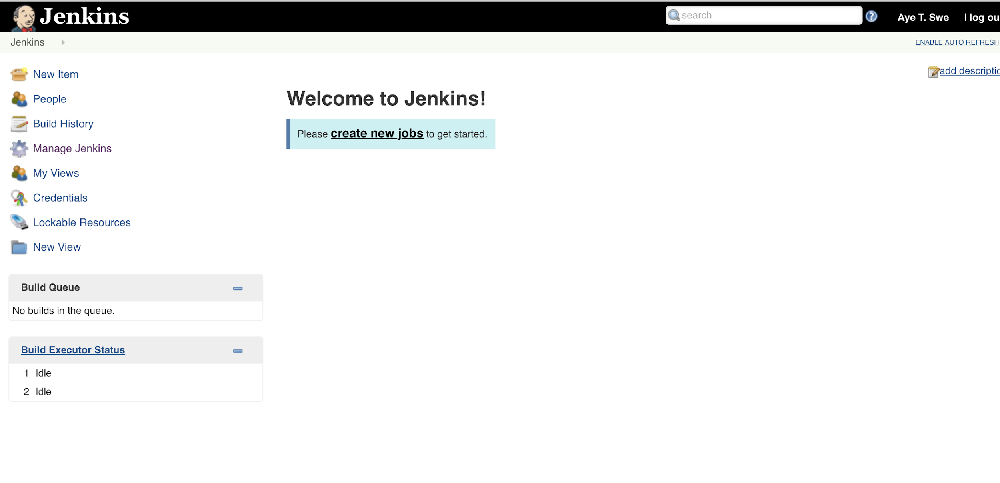 Jenkins
search
Aye T. Swe | log ou
Jenkins
ENABLE AUTO REFRESH
New Item
add descriptio
People
Welcome to Jenkins!
Build History
Please create new jobs to get started.
Manage Jenkins
My Views
Credentials
Lockable Resources
New View
Build Queue
No builds in the queue.
Build Executor Status
1 Idle
2 Idle